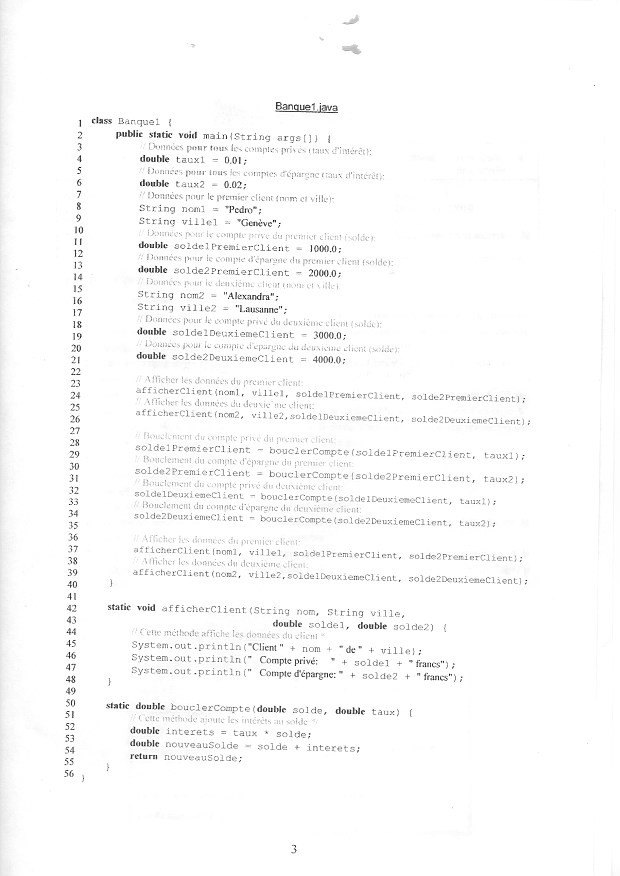 Banque1.java
1 class Banque1 {
2 public static void main(String args[]) {
3 // Données pour tous les comptes privés (taux d'intérêt):
4 double taux1 = 0.01;
5 // Données pour tous les comptes d'épargne (taux d'intérêt):
6 double taux2 = 0.02;
7 // Données pour le premier client (nom et ville):
8 String nom1 = "Pedro";
9 String ville1 = "Genève";
10 // Données pour le compte privé du premier client (solde):
11 double solde1PremierClient = 1000.0;
12 // Données pour le compte d'épargne du premier client (solde):
13 double solde2PremierClient = 2000.0;
14 // Données pour le deuxième client (nom et ville):
15 String nom2 = "Alexandra";
16 String ville2 = "Lausanne";
17 // Données pour le compte privé du deuxième client (solde):
18 double solde1DeuxiemeClient = 3000.0;
19 // Données pour le compte d'épargne du deuxième client (solde):
20 double solde2DeuxiemeClient = 4000.0;
21
22
23 // Afficher les données du premier client:
24 afficherClient(nom1, ville1, solde1PremierClient, solde2PremierClient);
25 // Afficher les données du deuxième client:
26 afficherClient(nom2, ville2,solde1DeuxiemeClient, solde2DeuxiemeClient);
27
28 // Bouclement du compte privé du premier client:
29 solde1PremierClient = bouclerCompte(solde1PremierClient, taux1);
30 // Bouclement du compte d'épargne du premier client:
31 solde2PremierClient = bouclerCompte(solde2PremierClient, taux2);
32 // Bouclement du compte privé du deuxième client:
33 solde1DeuxiemeClient = bouclerCompte(solde1DeuxiemeClient, taux1);
34 // Bouclement du compte d'épargne du deuxième client:
35 solde2DeuxiemeClient = bouclerCompte(solde2DeuxiemeClient, taux2);
36 // Afficher les données du premier client:
37 afficherClient(nom1, ville1, solde1PremierClient, solde2PremierClient);
38 // Afficher les données du deuxième client:
39 afficherClient(nom2, ville2,solde1DeuxiemeClient, solde2DeuxiemeClient);
40 }
41
42 static void afficherClient(String nom, String ville,
43 double solde1, double solde2) {
44 // Cette méthode affiche les données du client
45 System.out.println("Client " + nom + " de " + ville);
46 System.out.println(" Compte privé: " + solde1 + " francs");
47 System.out.println(" Compte d'épargne: " + solde2 + " francs");
48 }
49
50 static double bouclerCompte(double solde, double taux) {
51 // Cette méthode ajoute les intérêts au solde
52 double interets = taux * solde;
53 double nouveauSolde = solde + interets;
54 return nouveauSolde;
55 }
56 }
3